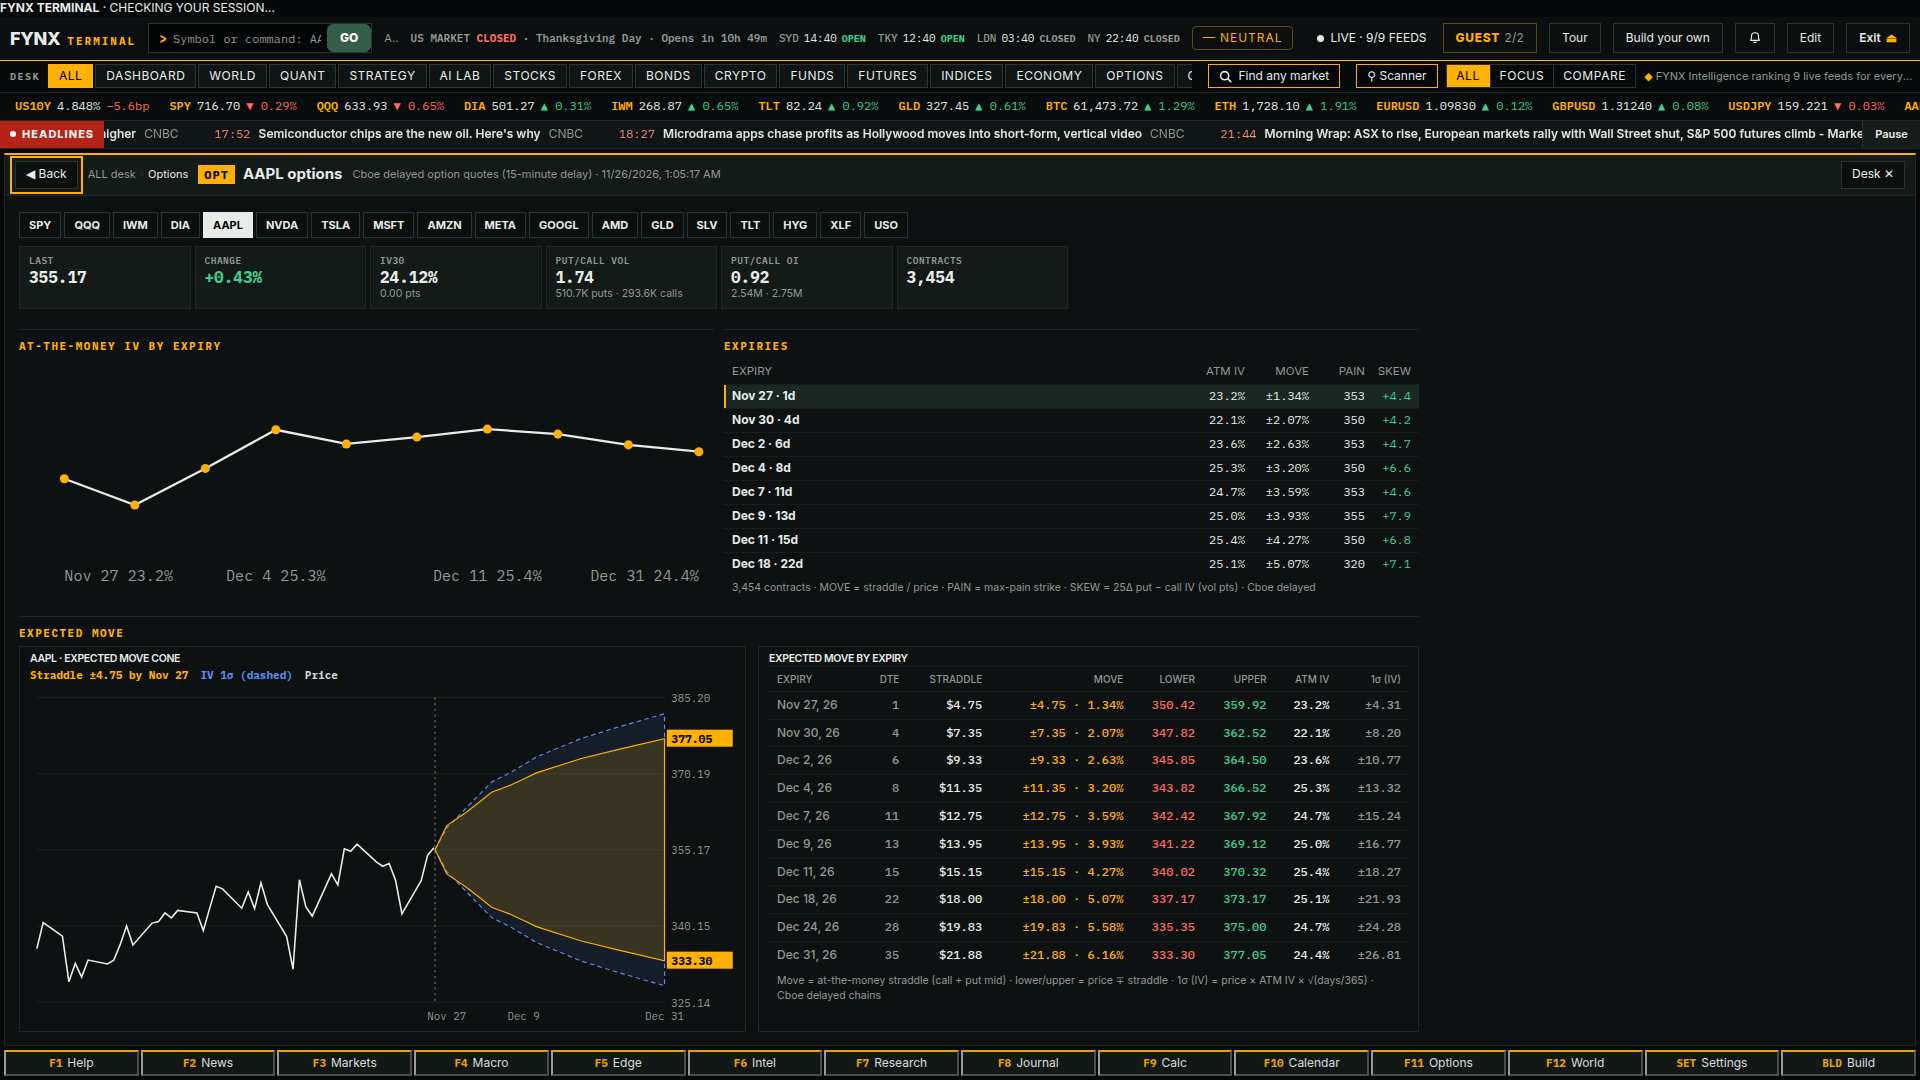 FYNX TERMINAL · CHECKING YOUR SESSION...
FYNX TERMINAL > Symbol or command: AA GO A.. US MARKET CLOSED · Thanksgiving Day · Opens in 10h 49m SYD 14:40 OPEN TKY 12:40 OPEN LDN 03:40 CLOSED NY 22:40 CLOSED — NEUTRAL ● LIVE · 9/9 FEEDS GUEST 2/2 Tour Build your own Edit Exit ⏏
DESK ALL DASHBOARD WORLD QUANT STRATEGY AI LAB STOCKS FOREX BONDS CRYPTO FUNDS FUTURES INDICES ECONOMY OPTIONS Find any market Scanner ALL FOCUS COMPARE ◆ FYNX Intelligence ranking 9 live feeds for every...
US10Y 4.848% −5.6bp SPY 716.70 ▼ 0.29% QQQ 633.93 ▼ 0.65% DIA 501.27 ▲ 0.31% IWM 268.87 ▲ 0.65% TLT 82.24 ▲ 0.92% GLD 327.45 ▲ 0.61% BTC 61,473.72 ▲ 1.29% ETH 1,728.10 ▲ 1.91% EURUSD 1.09830 ▲ 0.12% GBPUSD 1.31240 ▲ 0.08% USDJPY 159.221 ▼ 0.03% AA
● HEADLINES igher CNBC 17:52 Semiconductor chips are the new oil. Here's why CNBC 18:27 Microdrama apps chase profits as Hollywood moves into short-form, vertical video CNBC 21:44 Morning Wrap: ASX to rise, European markets rally with Wall Street shut, S&P 500 futures climb - Marke Pause
◀ Back ALL desk · Options OPT AAPL options Cboe delayed option quotes (15-minute delay) · 11/26/2026, 1:05:17 AM Desk ✕
SPY QQQ IWM DIA AAPL NVDA TSLA MSFT AMZN META GOOGL AMD GLD SLV TLT HYG XLF USO
LAST CHANGE IV30 PUT/CALL VOL PUT/CALL OI CONTRACTS
355.17 +0.43% 24.12% 1.74 0.92 3,454
0.00 pts 510.7K puts · 293.6K calls 2.54M · 2.75M
AT-THE-MONEY IV BY EXPIRY
Nov 27 23.2% Dec 4 25.3% Dec 11 25.4% Dec 31 24.4%
EXPIRIES
EXPIRY ATM IV MOVE PAIN SKEW
Nov 27 · 1d 23.2% ±1.34% 353 +4.4
Nov 30 · 4d 22.1% ±2.07% 350 +4.2
Dec 2 · 6d 23.6% ±2.63% 353 +4.7
Dec 4 · 8d 25.3% ±3.20% 350 +6.6
Dec 7 · 11d 24.7% ±3.59% 353 +4.6
Dec 9 · 13d 25.0% ±3.93% 355 +7.9
Dec 11 · 15d 25.4% ±4.27% 350 +6.8
Dec 18 · 22d 25.1% ±5.07% 320 +7.1
3,454 contracts · MOVE = straddle / price · PAIN = max-pain strike · SKEW = 25Δ put − call IV (vol pts) · Cboe delayed
EXPECTED MOVE
AAPL · EXPECTED MOVE CONE
Straddle ±4.75 by Nov 27 IV 1σ (dashed) Price
385.20
377.05
370.19
355.17
340.15
333.30
325.14
Nov 27 Dec 9 Dec 31
EXPECTED MOVE BY EXPIRY
EXPIRY DTE STRADDLE MOVE LOWER UPPER ATM IV 1σ (IV)
Nov 27, 26 1 $4.75 ±4.75 · 1.34% 350.42 359.92 23.2% ±4.31
Nov 30, 26 4 $7.35 ±7.35 · 2.07% 347.82 362.52 22.1% ±8.20
Dec 2, 26 6 $9.33 ±9.33 · 2.63% 345.85 364.50 23.6% ±10.77
Dec 4, 26 8 $11.35 ±11.35 · 3.20% 343.82 366.52 25.3% ±13.32
Dec 7, 26 11 $12.75 ±12.75 · 3.59% 342.42 367.92 24.7% ±15.24
Dec 9, 26 13 $13.95 ±13.95 · 3.93% 341.22 369.12 25.0% ±16.77
Dec 11, 26 15 $15.15 ±15.15 · 4.27% 340.02 370.32 25.4% ±18.27
Dec 18, 26 22 $18.00 ±18.00 · 5.07% 337.17 373.17 25.1% ±21.93
Dec 24, 26 28 $19.83 ±19.83 · 5.58% 335.35 375.00 24.7% ±24.28
Dec 31, 26 35 $21.88 ±21.88 · 6.16% 333.30 377.05 24.4% ±26.81
Move = at-the-money straddle (call + put mid) · lower/upper = price ∓ straddle · 1σ (IV) = price × ATM IV × √(days/365) ·
Cboe delayed chains
F1 Help F2 News F3 Markets F4 Macro F5 Edge F6 Intel F7 Research F8 Journal F9 Calc F10 Calendar F11 Options F12 World SET Settings BLD Build